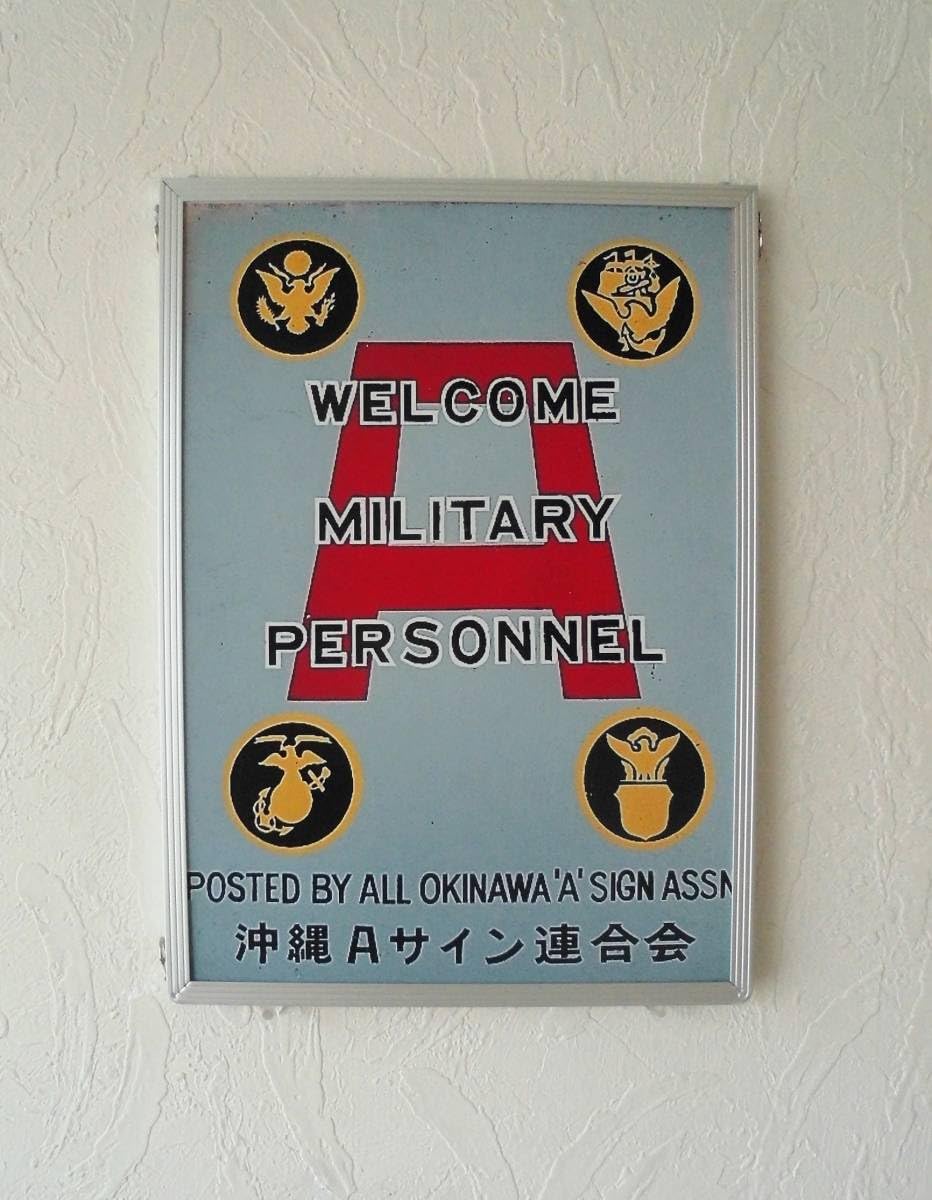 A
WELCOME
MILITARY
PERSONNEL
POSTED BY ALL OKINAWA 'A' SIGN ASSN
沖縄Aサイン連合会